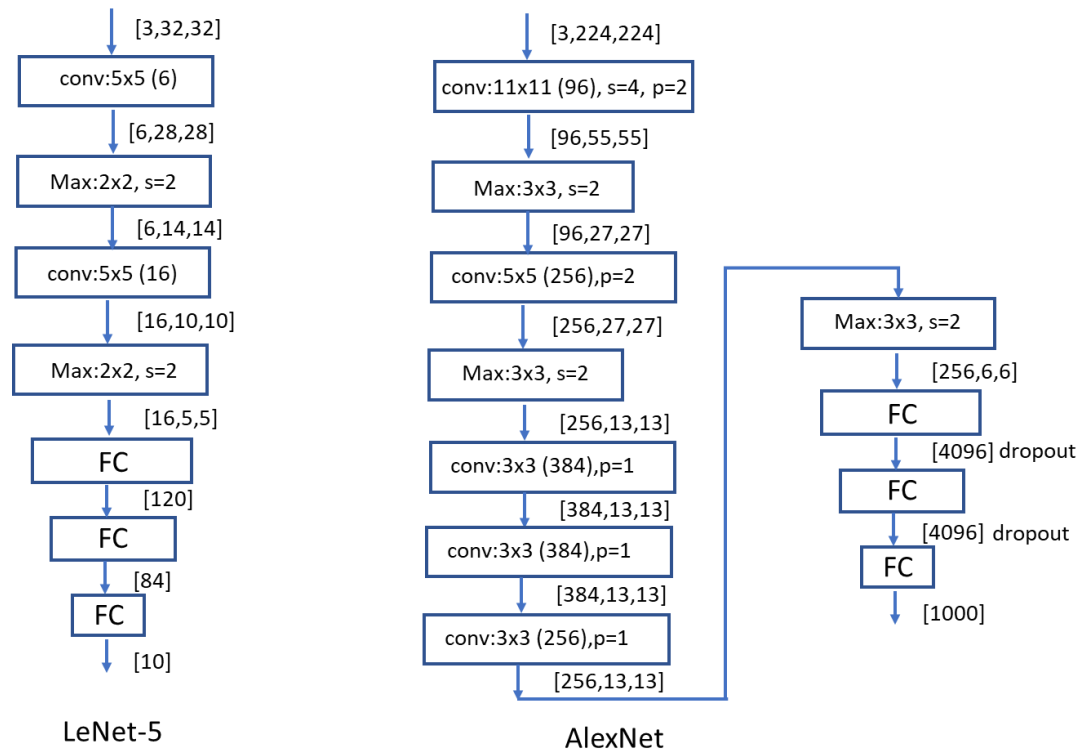 [3,32,32]
conv:5x5 (6)
[6,28,28]
Max:2x2, s=2
[6,14,14]
conv:5x5 (16)
[16,10,10]
Max:2x2, s=2
[16,5,5]
FC
[120]
FC
[84]
FC
[10]
LeNet-5
[3,224,224]
conv:11x11 (96), s=4, p=2
[96,55,55]
Max:3x3, s=2
[96,27,27]
conv:5x5 (256),p=2
[256,27,27]
Max:3x3, s=2
[256,13,13]
conv:3x3 (384),p=1
[384,13,13]
conv:3x3 (384),p=1
[384,13,13]
conv:3x3 (256),p=1
[256,13,13]
Max:3x3, s=2
[256,6,6]
FC
[4096] dropout
FC
[4096] dropout
FC
[1000]
AlexNet